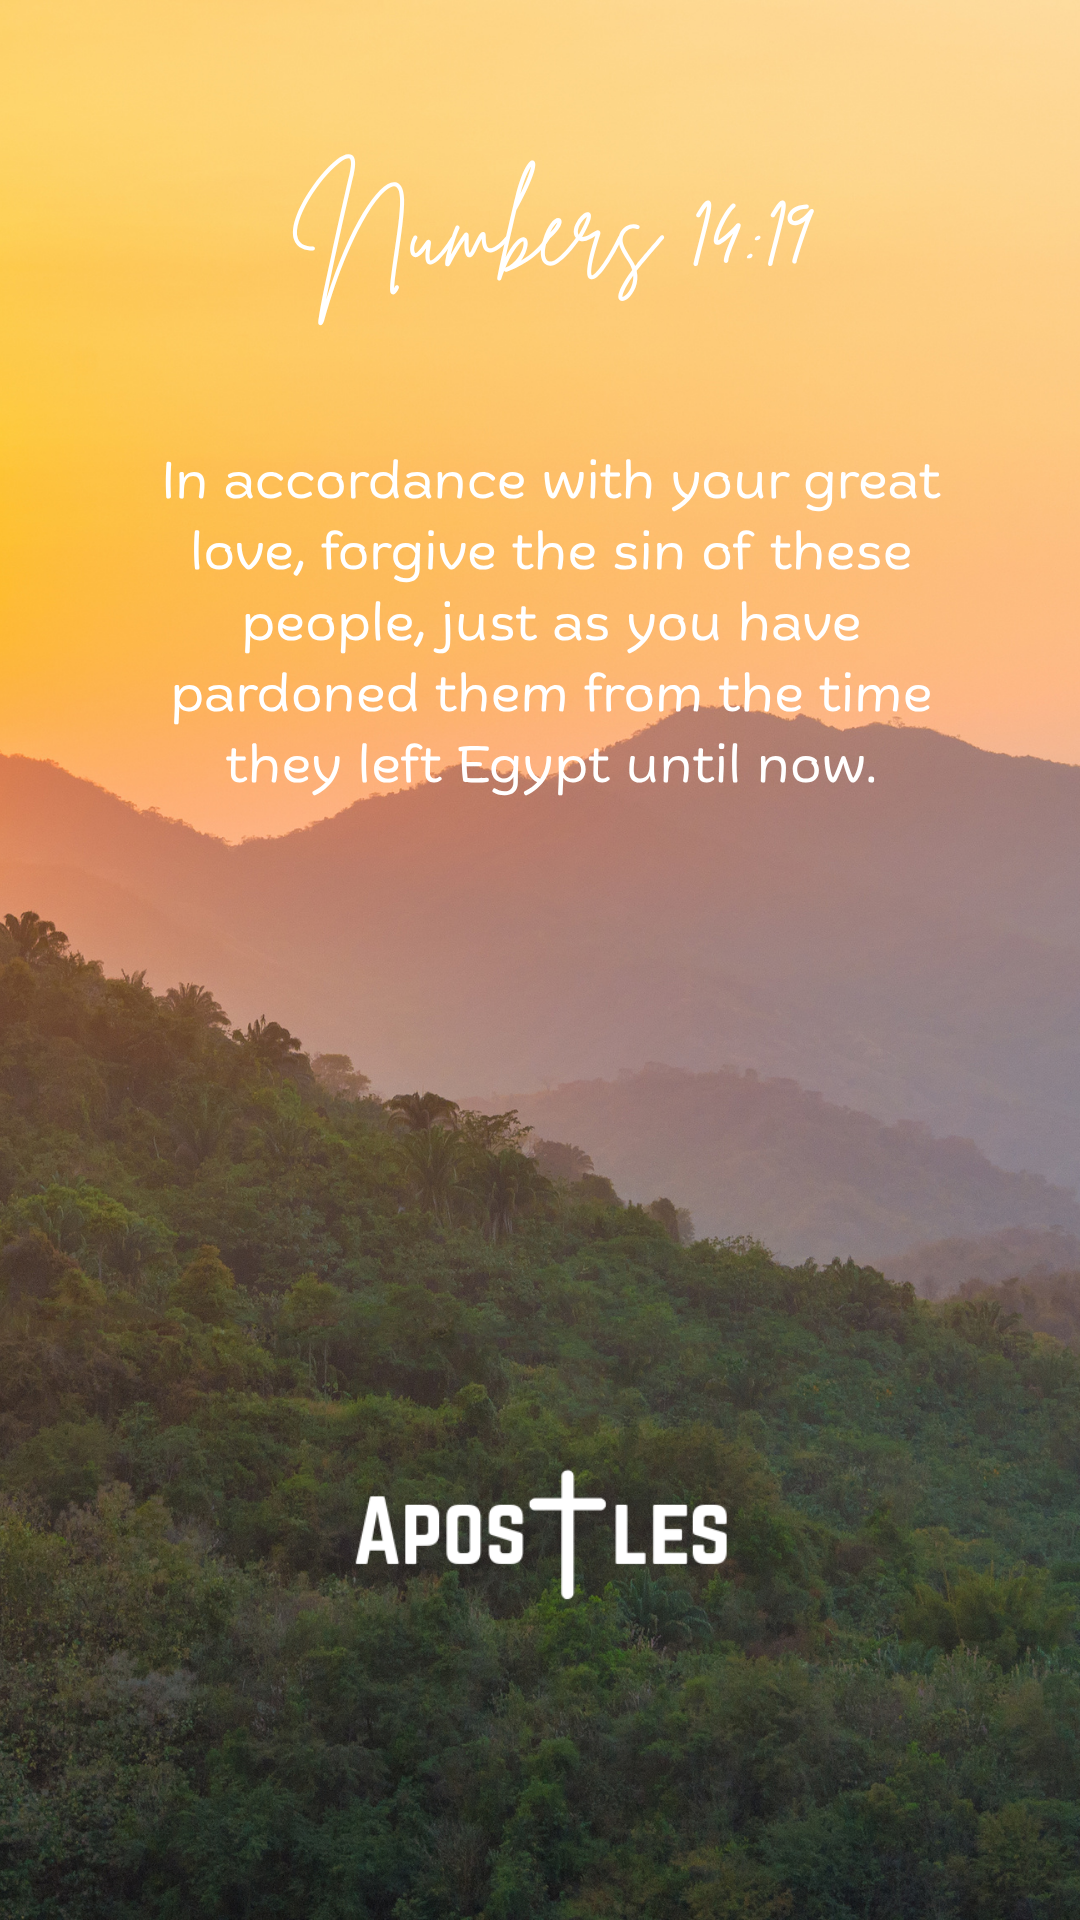 Numbers 14:19
In accordance with your great
love, forgive the sin of these
people, just as you have
pardoned them from the time
they left Egypt until now.
APOSTLES